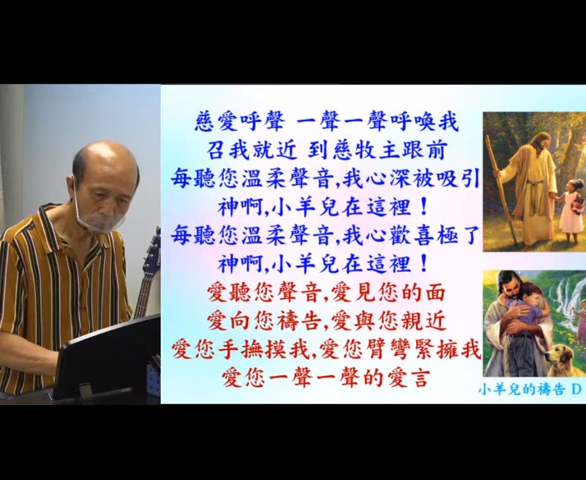 慈愛呼聲 一聲一聲呼喚我
召我就近 到慈牧主跟前
每聽您溫柔聲音,我心深被吸引
神啊,小羊兒在這裡！
每聽您溫柔聲音,我心歡喜極了
神啊,小羊兒在這裡！
愛聽您聲音,愛見您的面
愛向您禱告,愛與您親近
愛您手撫摸我,愛您臂彎緊擁我
愛您一聲一聲的愛言
小羊兒的禱告 D